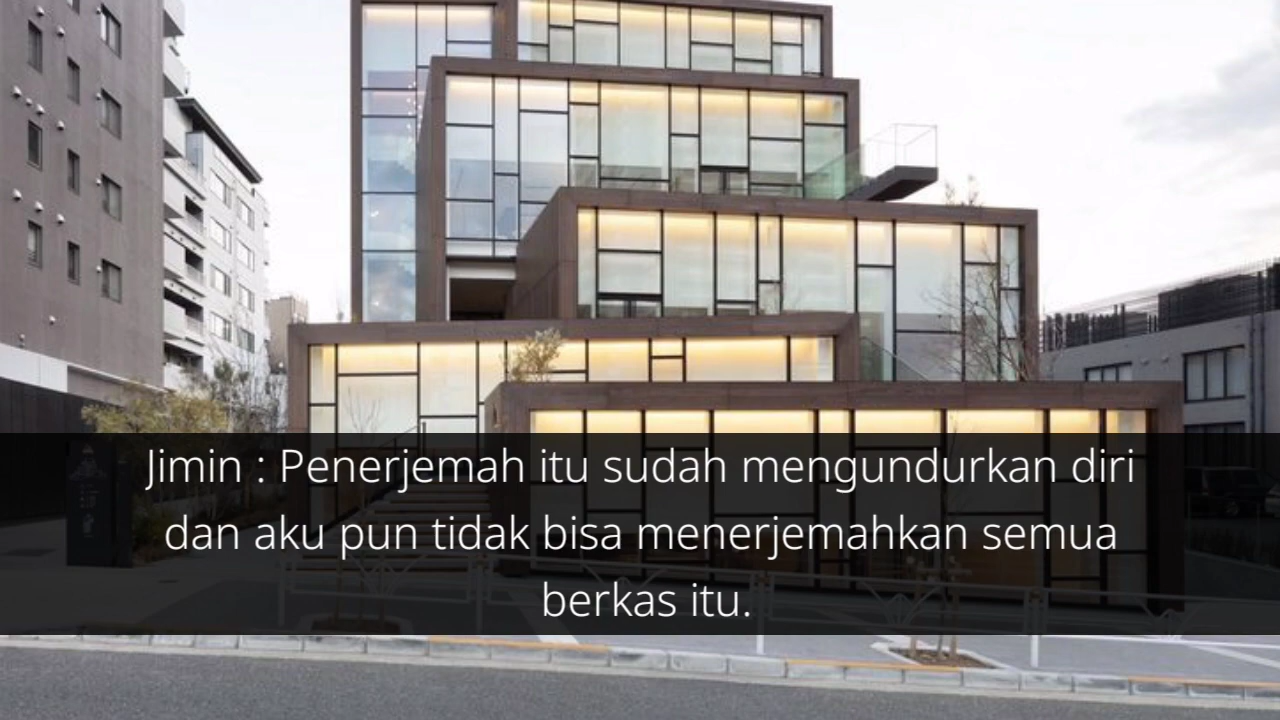 Jimin : Penerjemah itu sudah mengundurkan diri
dan aku pun tidak bisa menerjemahkan semua
berkas itu.